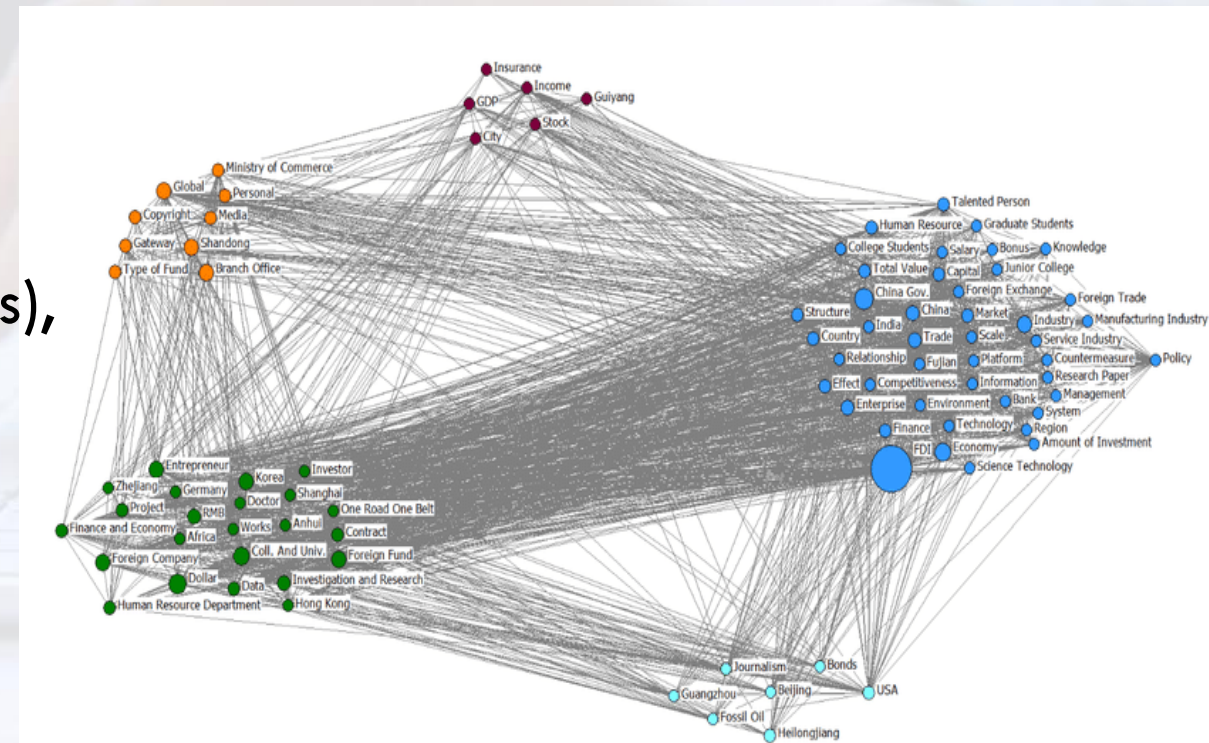 s),
Insurance
Income
Guiyang
GDP
Stock
City
Ministry of Commerce
Global
Personal
Copyright
Media
Gateway
Shandong
Type of Fund
Branch Office
Talented Person
Human Resource
Graduate Students
College Students
Salary
Bonus
Knowledge
Total Value
Capital
Junior College
China Gov.
Foreign Exchange
Foreign Trade
Structure
China
Market
Industry
Manufacturing Industry
India
Country
Trade
Scale
Service Industry
Relationship
Fujian
Platform
Countermeasure
Policy
Effect
Competitiveness
Information
Research Paper
Management
Enterprise
Environment
Bank
System
Finance
Technology
Region
FDI
Economy
Amount of Investment
Science Technology
Entrepreneur
Korea
Investor
Zhejiang
Germany
Shanghai
Project
Doctor
One Road One Belt
RMB
Finance and Economy
Works
Anhui
Contract
Africa
Foreign Company
Coll. And Univ.
Foreign Fund
Dollar
Data
Investigation and Research
Human Resource Department
Hong Kong
Journalism
Bonds
Guangzhou
Beijing
USA
Fossil Oil
Heilongjiang